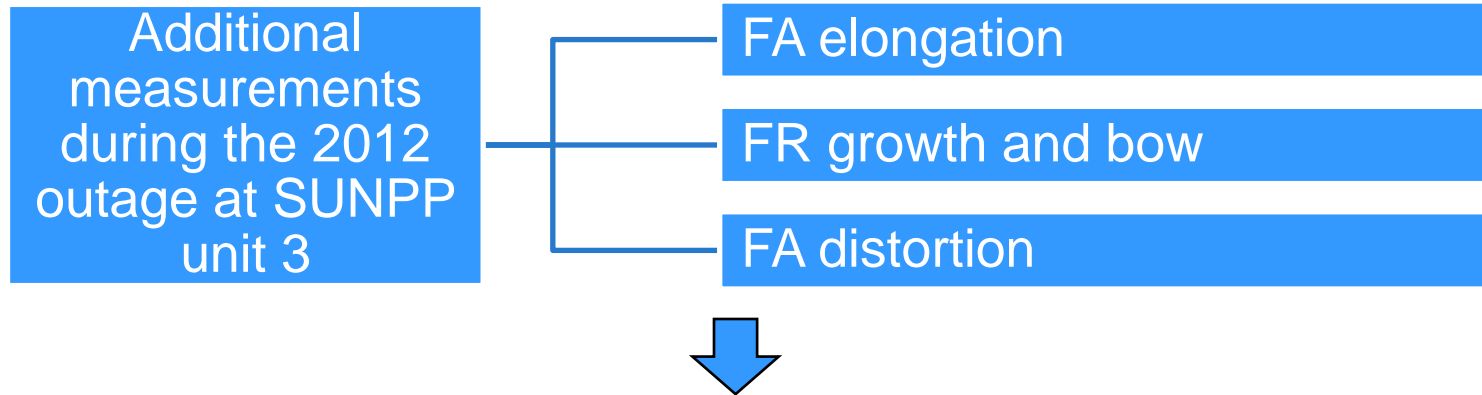 Additional
measurements
during the 2012
outage at SUNPP
unit 3
FA elongation
FR growth and bow
FA distortion